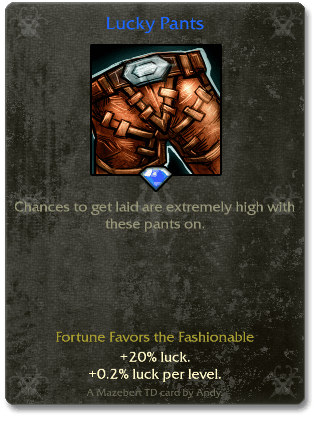 Lucky Pants
Chances to get laid are extremely high with
these pants on.
Fortune Favors the Fashionable
+20% luck.
+0.2% luck per level.
A Mazebert TD card by Andy